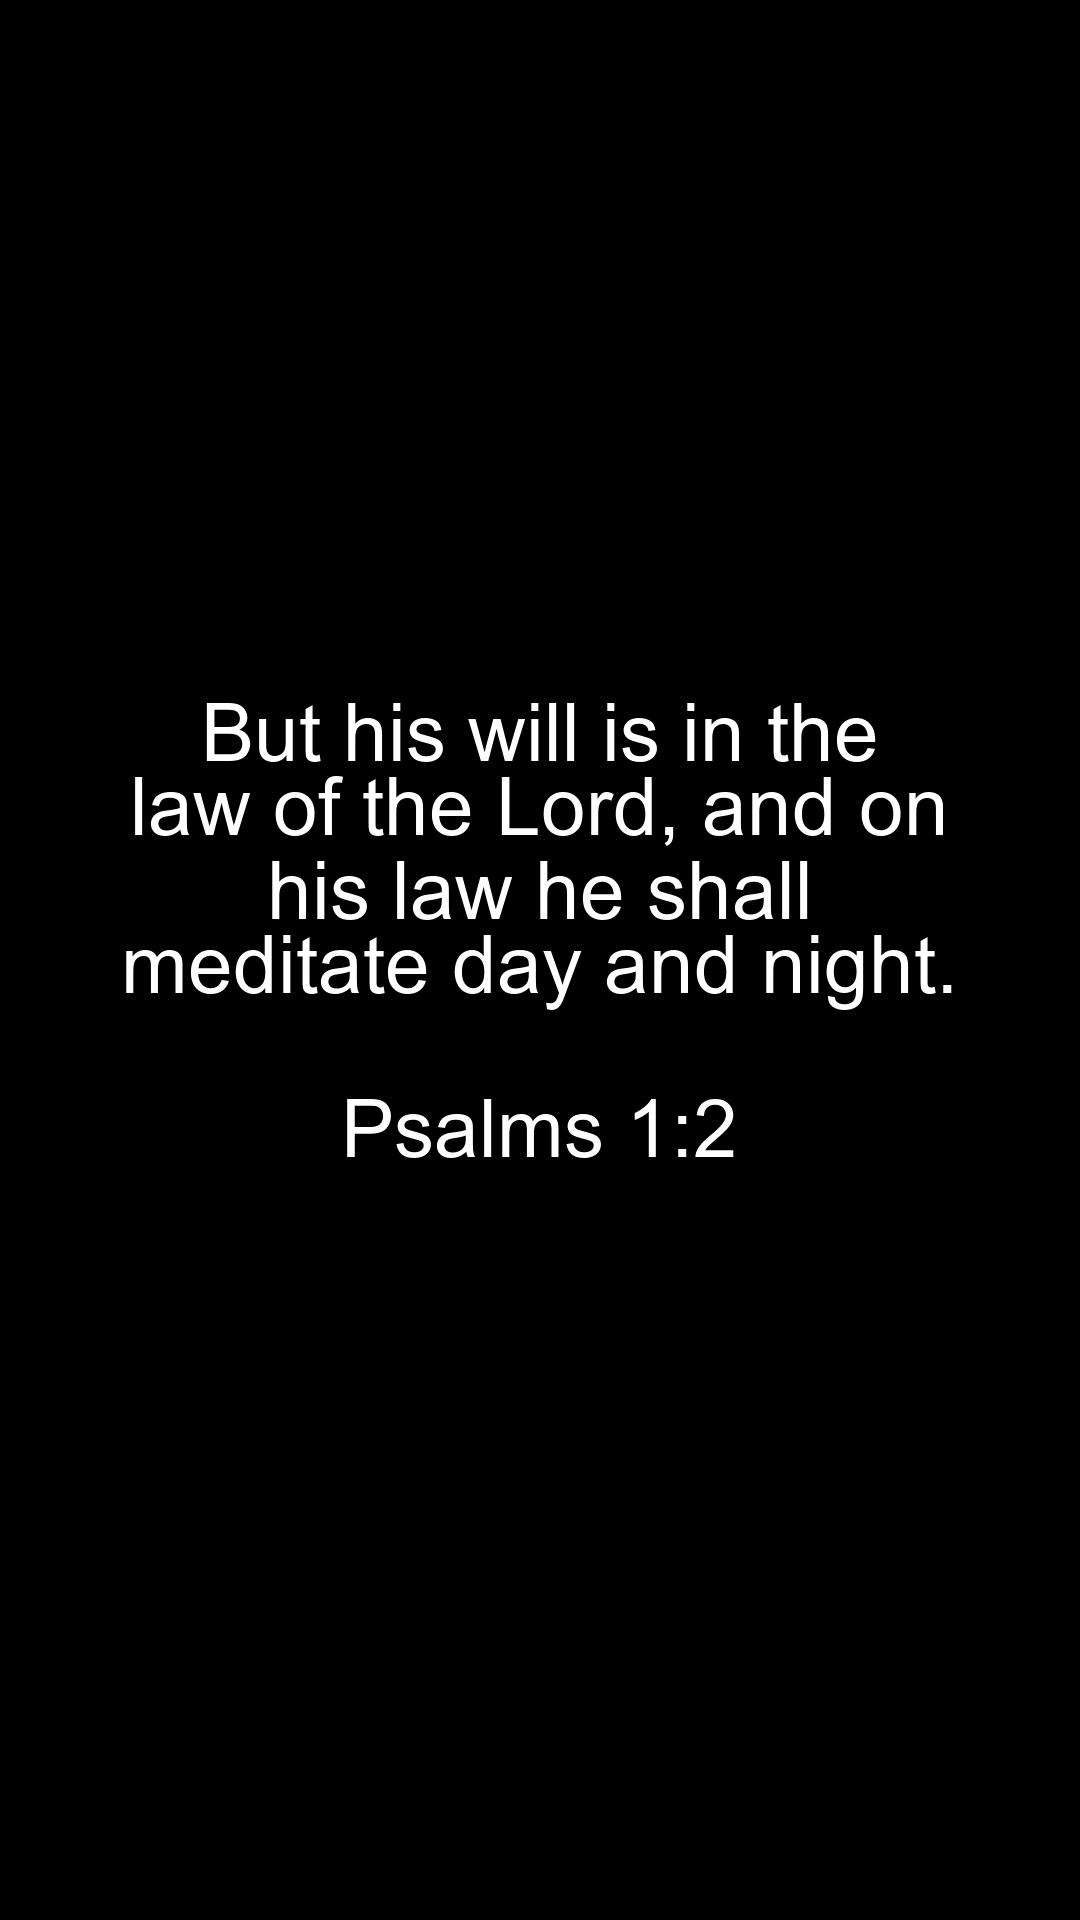 But his will is in the
law of the Lord, and on
his law he shall
meditate day and night.
Psalms 1:2